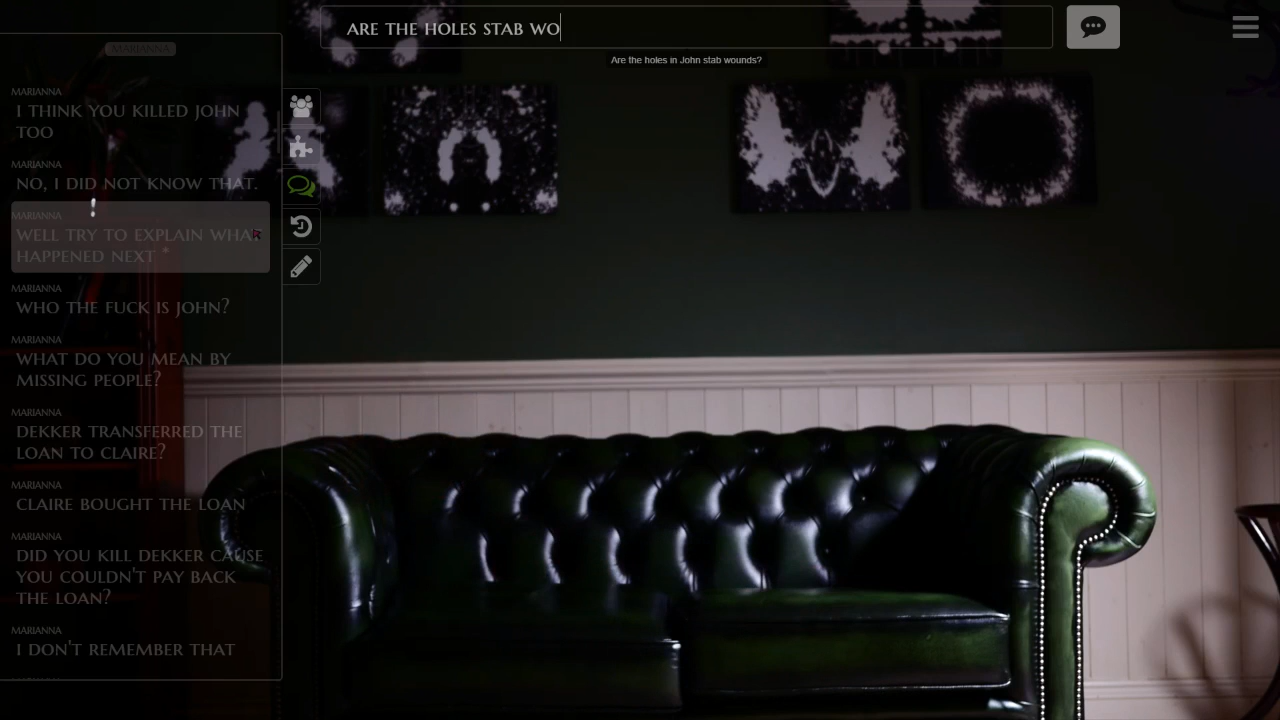 ARE THE HOLES STAB WO
Are the holes in John stab wounds?
MARIANNA
MARIANNA
I THINK YOU KILLED JOHN
TOO
MARIANNA
NO, I DID NOT KNOW THAT.
MARIANNA
WELL TRY TO EXPLAIN WHAT
HAPPENED NEXT *
MARIANNA
WHO THE FUCK IS JOHN?
MARIANNA
WHAT DO YOU MEAN BY
MISSING PEOPLE?
MARIANNA
DEKKER TRANSFERRED THE
LOAN TO CLAIRE?
MARIANNA
CLAIRE BOUGHT THE LOAN
MARIANNA
DID YOU KILL DEKKER CAUSE
YOU COULDN'T PAY BACK
THE LOAN?
MARIANNA
I DON'T REMEMBER THAT